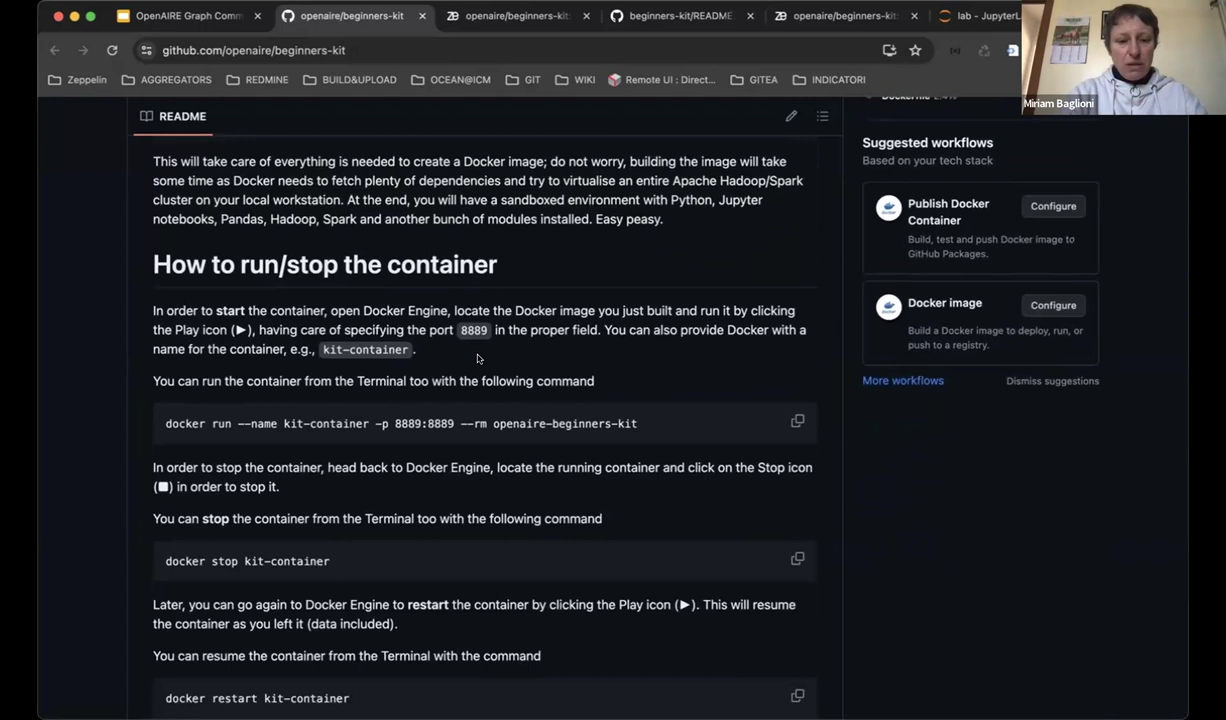 OpenAIRE Graph Comm
openaire/beginners-kit
openaire/beginners-kit:
beginners-kit/README.
openaire/beginners-kit:
lab - JupyterL
github.com/openaire/beginners-kit
Zeppelin
AGGREGATORS
REDMINE
BUILD&UPLOAD
OCEAN@ICM
GIT
WIKI
Remote UI : Direct...
GITEA
INDICATORI
Miriam Baglioni
README
This will take care of everything is needed to create a Docker image; do not worry, building the image will take
some time as Docker needs to fetch plenty of dependencies and try to virtualise an entire Apache Hadoop/Spark
cluster on your local workstation. At the end, you will have a sandboxed environment with Python, Jupyter
notebooks, Pandas, Hadoop, Spark and another bunch of modules installed. Easy peasy.
How to run/stop the container
In order to start the container, open Docker Engine, locate the Docker image you just built and run it by clicking
the Play icon (▶), having care of specifying the port 8889 in the proper field. You can also provide Docker with a
name for the container, e.g., kit-container.
You can run the container from the Terminal too with the following command
docker run --name kit-container -p 8889:8889 --rm openaire-beginners-kit
In order to stop the container, head back to Docker Engine, locate the running container and click on the Stop icon
(■) in order to stop it.
You can stop the container from the Terminal too with the following command
docker stop kit-container
Later, you can go again to Docker Engine to restart the container by clicking the Play icon (▶). This will resume
the container as you left it (data included).
You can resume the container from the Terminal with the command
docker restart kit-container
Suggested workflows
Based on your tech stack
Publish Docker
Container
Configure
Build, test and push Docker image to
GitHub Packages.
Docker image
Configure
Build a Docker image to deploy, run, or
push to a registry.
More workflows
Dismiss suggestions